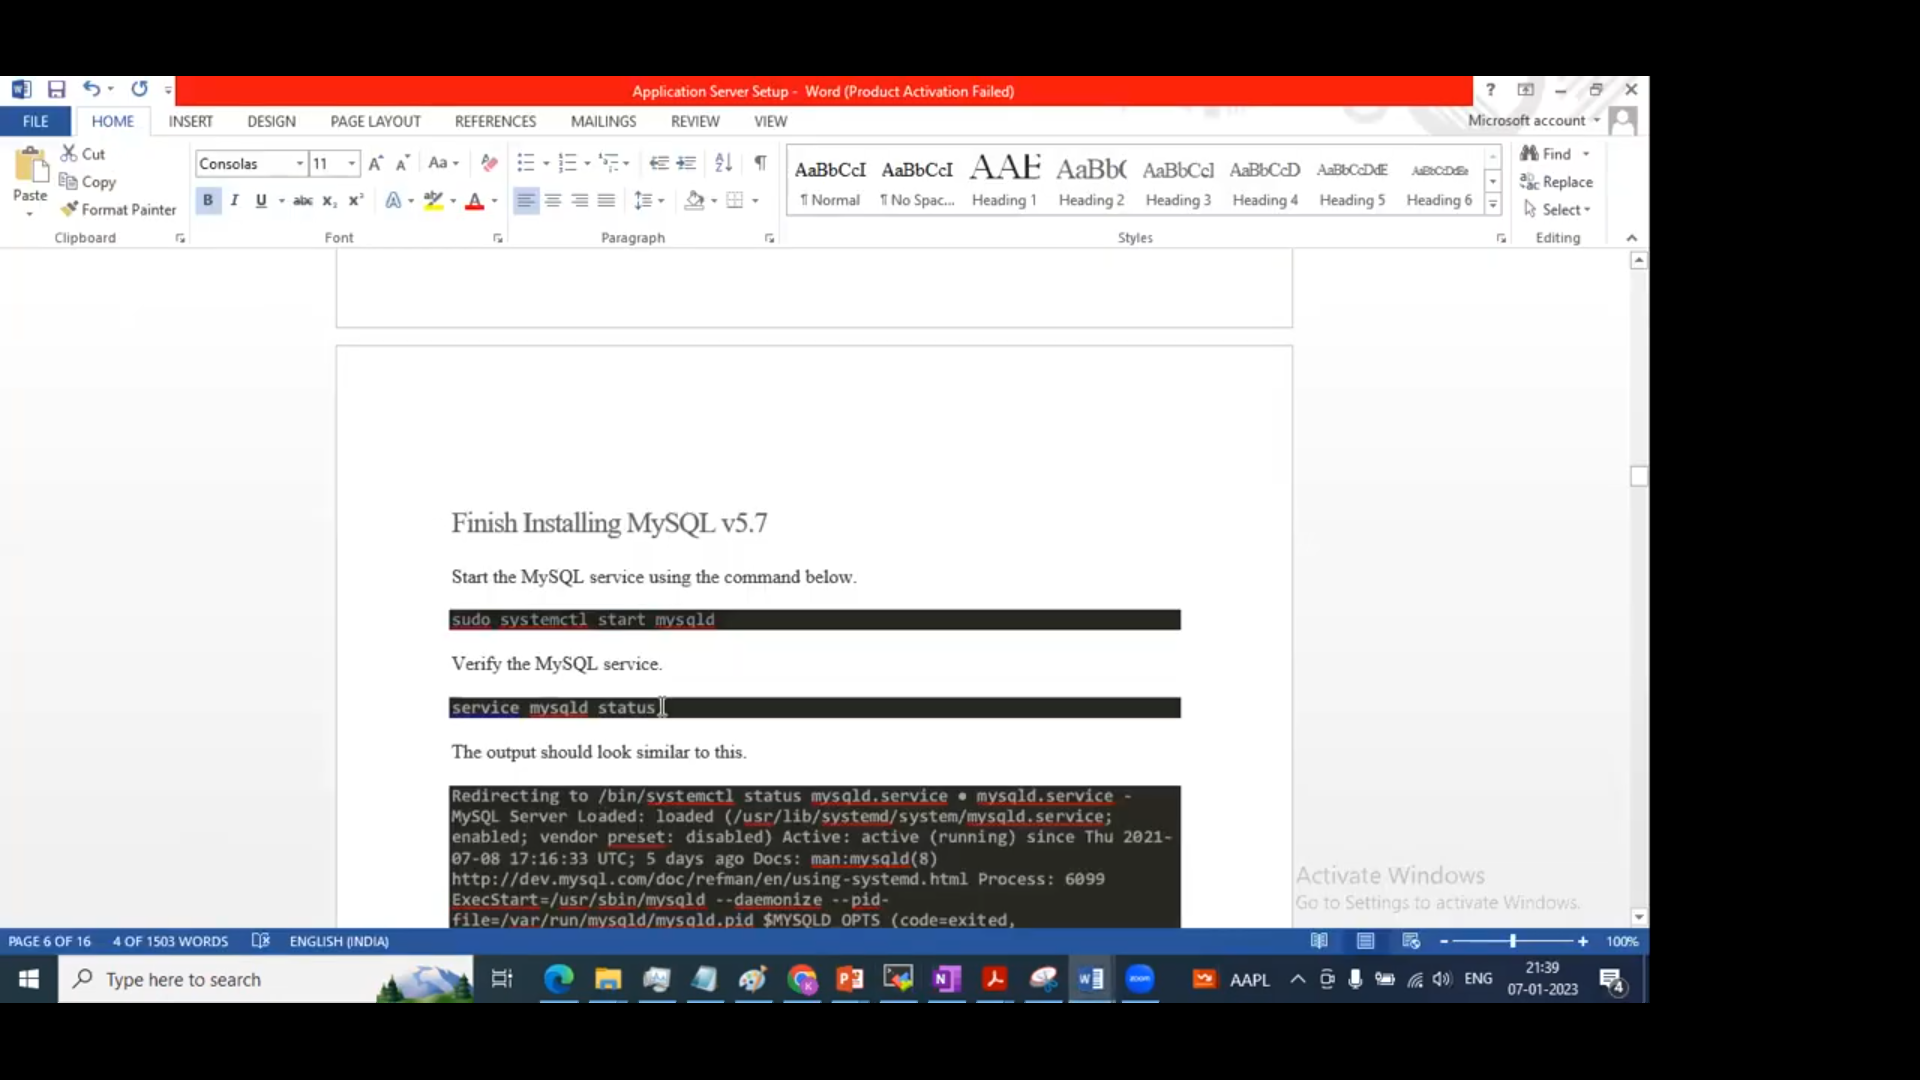 Application Server Setup - Word (Product Activation Failed)
?
FILE HOME INSERT DESIGN PAGE LAYOUT REFERENCES MAILINGS REVIEW VIEW Microsoft account
Cut
Copy
Format Painter
Paste
Clipboard
Consolas 11 A A Aa
B I U abc X₂ X² A ab A
Font
Paragraph
AaBbCcI AaBbCcI AAE AaBb( AaBbCcI AaBbCcD AaBbCcDdE AaBbCcDdEe
¶ Normal ¶ No Spac... Heading 1 Heading 2 Heading 3 Heading 4 Heading 5 Heading 6
Styles
Find
Replace
Select
Editing
Finish Installing MySQL v5.7
Start the MySQL service using the command below.
sudo systemctl start mysqld
Verify the MySQL service.
service mysqld status
The output should look similar to this.
Redirecting to /bin/systemctl status mysqld.service ● mysqld.service -
MySQL Server Loaded: loaded (/usr/lib/systemd/system/mysqld.service;
enabled; vendor preset: disabled) Active: active (running) since Thu 2021-
07-08 17:16:33 UTC; 5 days ago Docs: man:mysqld(8)
http://dev.mysql.com/doc/refman/en/using-systemd.html Process: 6099
ExecStart=/usr/sbin/mysqld --daemonize --pid-
file=/var/run/mysqld/mysqld.pid $MYSQLD_OPTS (code=exited,
Activate Windows
Go to Settings to activate Windows.
PAGE 6 OF 16 4 OF 1503 WORDS ENGLISH (INDIA) 100%
Type here to search
zoom
AAPL
ENG
21:39
07-01-2023
4